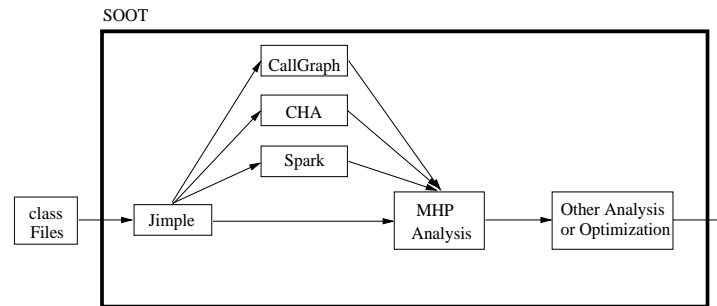 SOOT
CallGraph
CHA
Spark
class
Files
Jimple
MHP
Analysis
Other Analysis
or Optimization